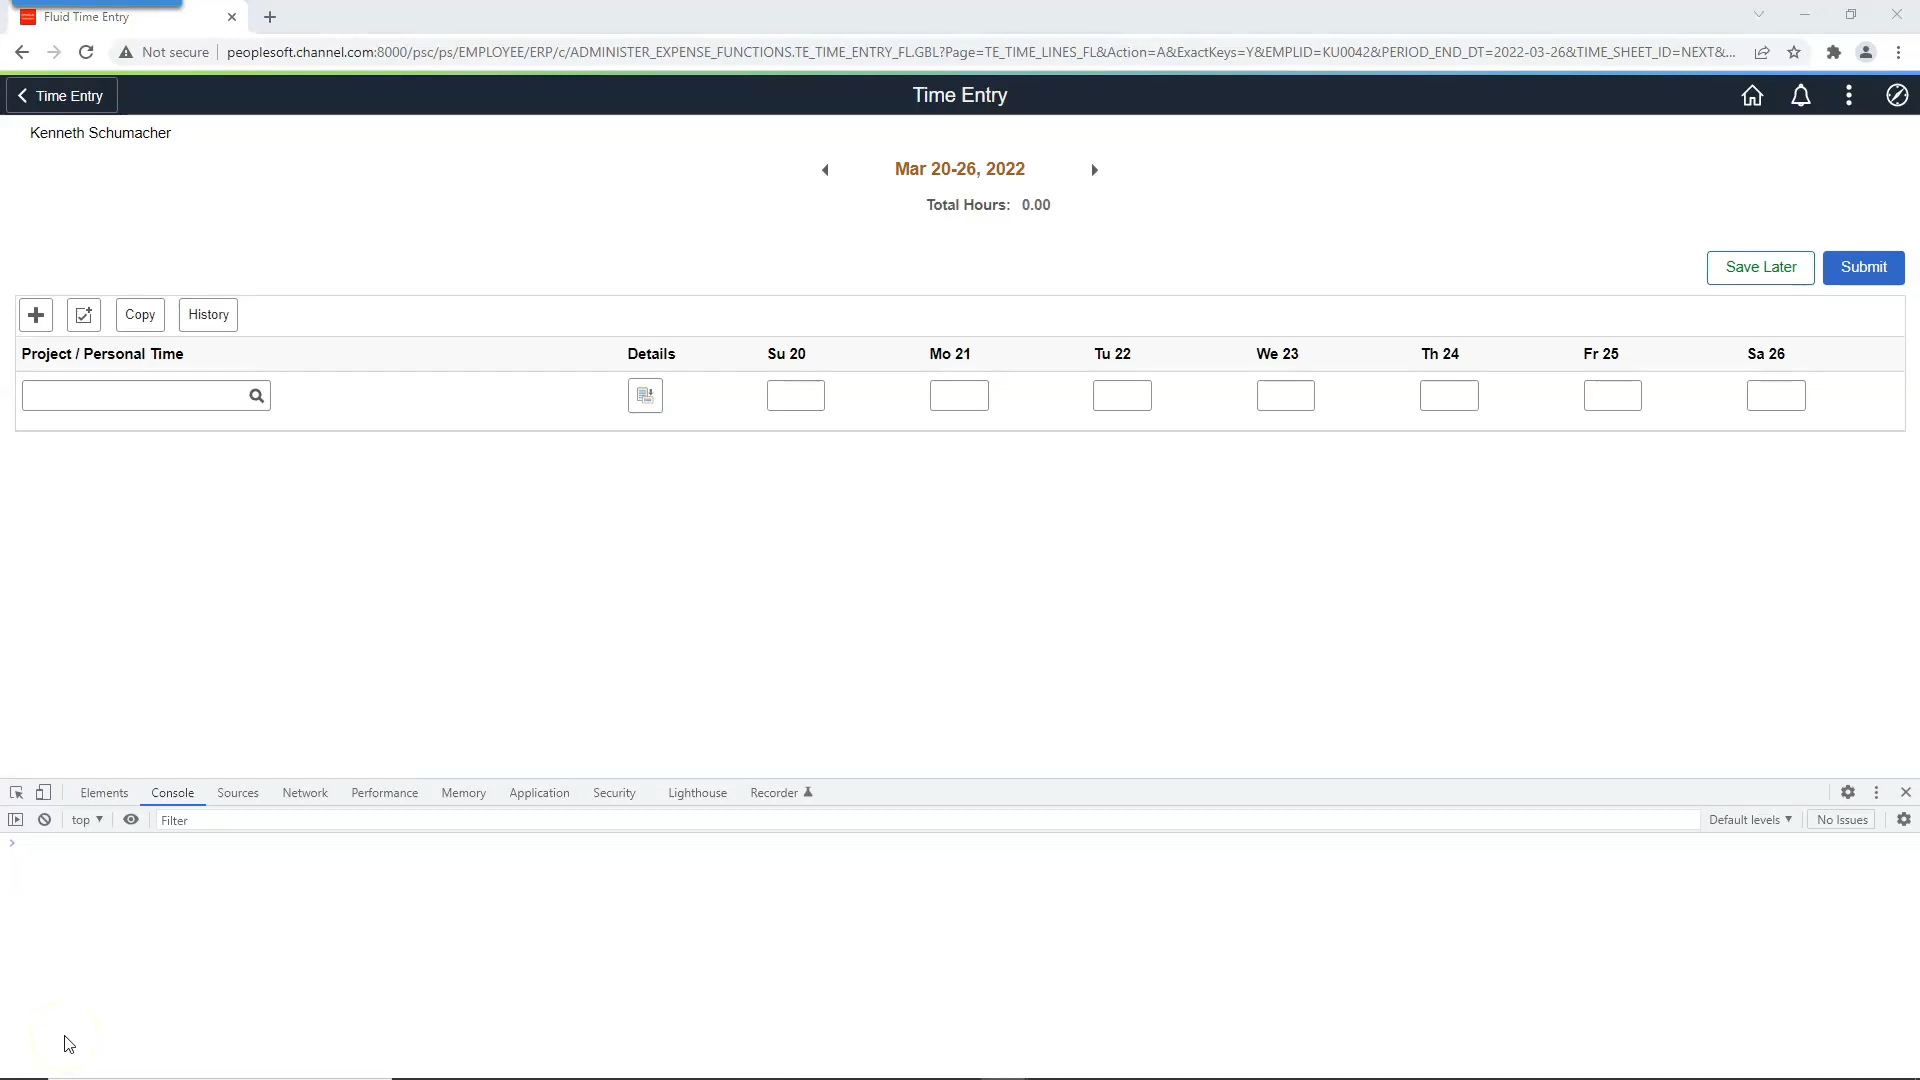 Fluid Time Entry
Not secure peoplesoft.channel.com:8000/psc/ps/EMPLOYEE/ERP/c/ADMINISTER_EXPENSE_FUNCTIONS.TE_TIME_ENTRY_FL.GBL?Page=TE_TIME_LINES_FL&Action=A&ExactKeys=Y&EMPLID=KU0042&PERIOD_END_DT=2022-03-26&TIME_SHEET_ID=NEXT&...
Time Entry Time Entry
Kenneth Schumacher
Mar 20-26, 2022
Total Hours: 0.00
Save Later Submit
Copy History
Project / Personal Time Details Su 20 Mo 21 Tu 22 We 23 Th 24 Fr 25 Sa 26
Elements Console Sources Network Performance Memory Application Security Lighthouse Recorder
top Filter Default levels No Issues